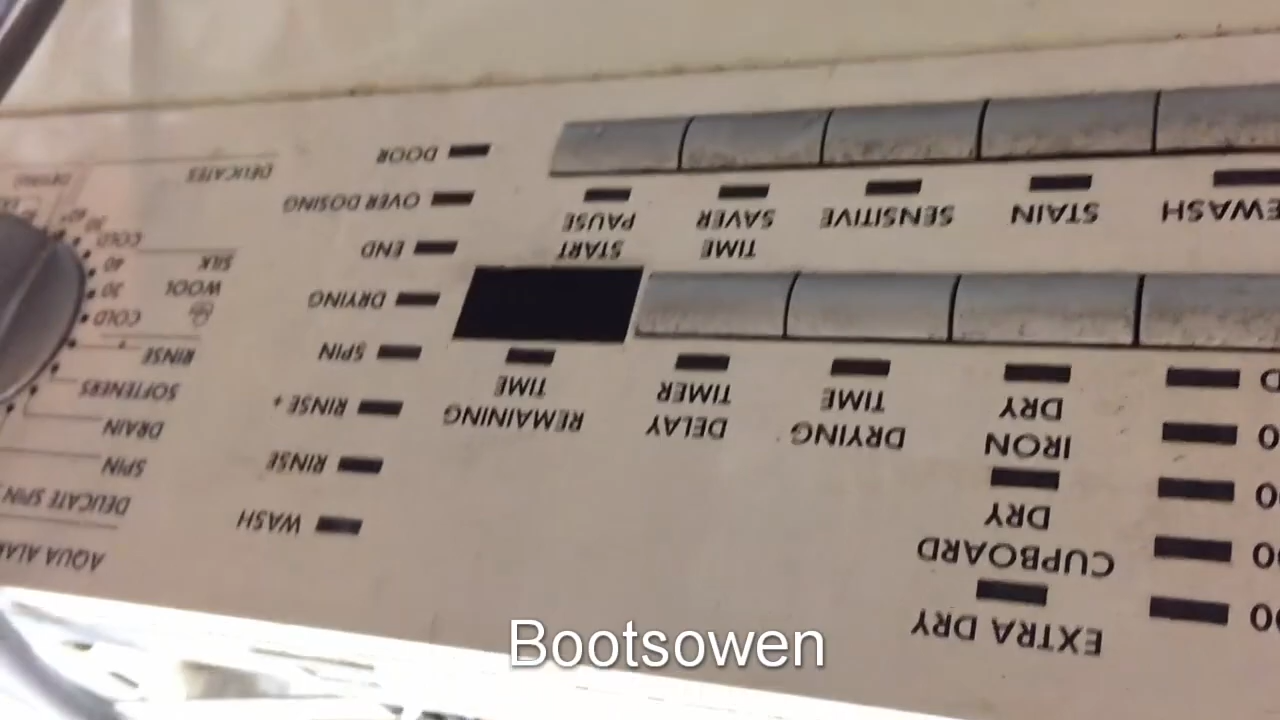 EXTRA DRY
CUPBOARD
DRY
IRON
DRY
DRYING
TIME
DELAY
TIMER
REMAINING
TIME
STAIN
SENSITIVE
TIME
SAVER
START
PAUSE
WASH
RINSE
RINSE +
SPIN
DRYING
END
OVER DOSING
DOOR
AQUA
DELICATE SPIN
SPIN
DRAIN
SOFTENERS
RINSE
COLD
WOOL
30
40
SILK
COLD
DELICATES
Bootsowen